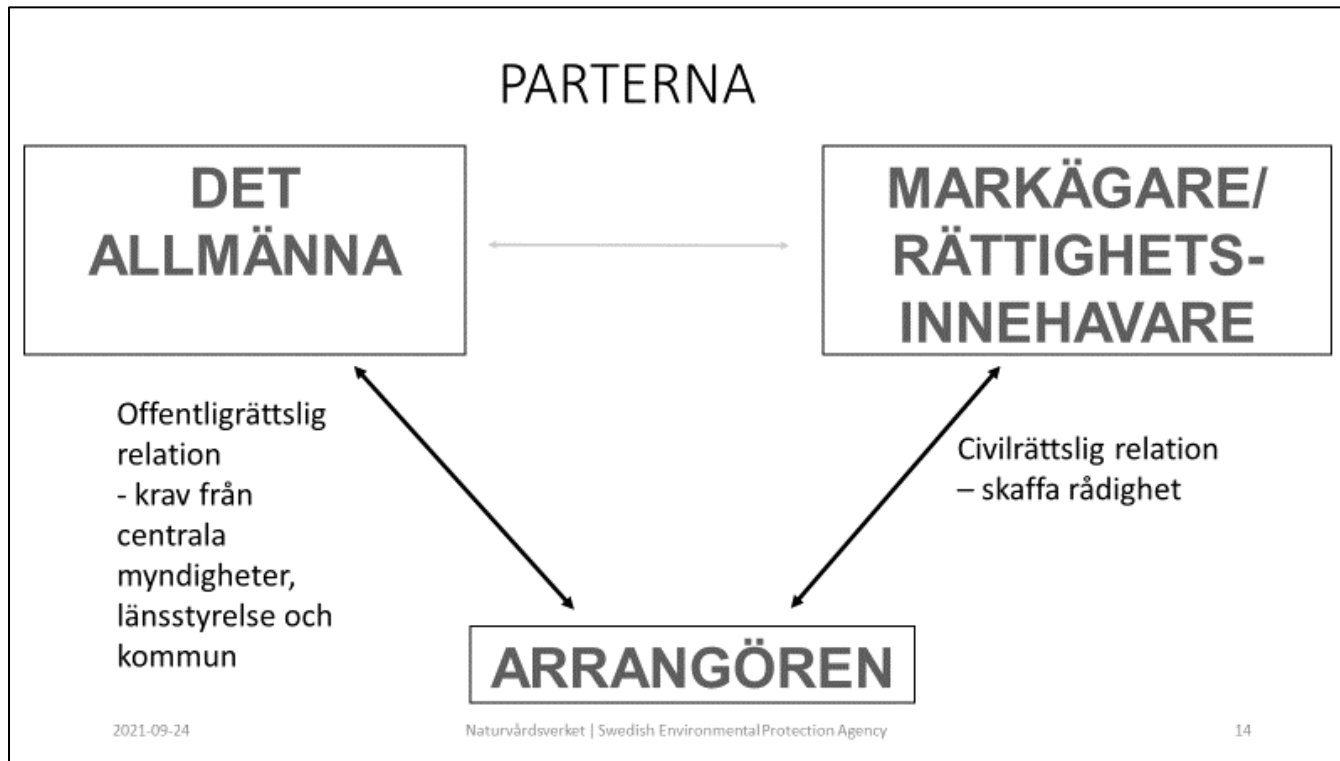 PARTERNA
DET
ALLMÄNNA
MARKÄGARE/
RÄTTIGHETS-
INNEHAVARE
Offentligrättslig
relation
- krav från
centrala
myndigheter,
länsstyrelse och
kommun
Civilrättslig relation
– skaffa rådighet
ARRANGÖREN
2021-09-24
Naturvårdsverket | Swedish Environmental Protection Agency
14